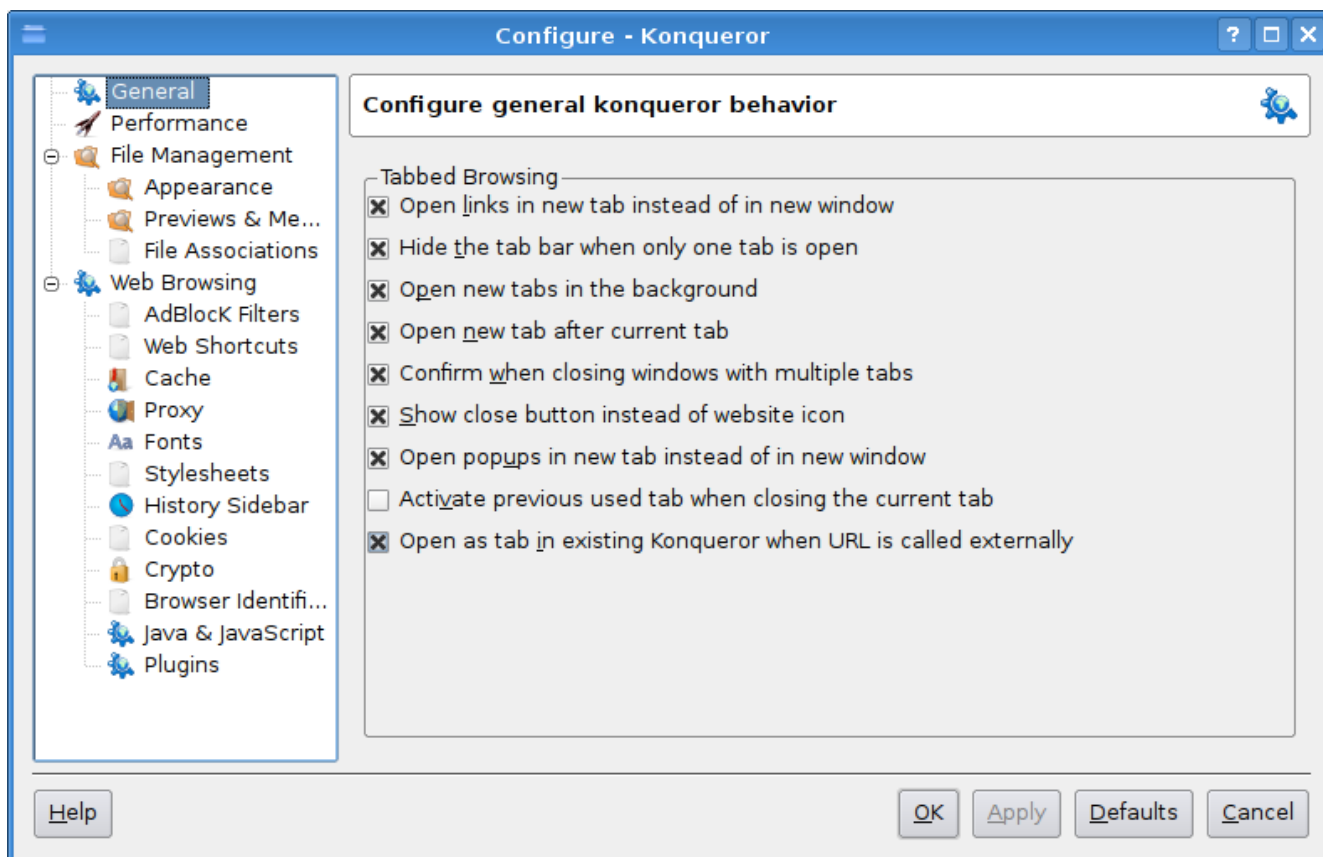 Configure - Konqueror
General
Performance
File Management
Appearance
Previews & Me...
File Associations
Web Browsing
AdBlocK Filters
Web Shortcuts
Cache
Proxy
Aa Fonts
Stylesheets
History Sidebar
Cookies
Crypto
Browser Identifi...
Java & JavaScript
Plugins
Configure general konqueror behavior
Tabbed Browsing
Open links in new tab instead of in new window
Hide the tab bar when only one tab is open
Open new tabs in the background
Open new tab after current tab
Confirm when closing windows with multiple tabs
Show close button instead of website icon
Open popups in new tab instead of in new window
Activate previous used tab when closing the current tab
Open as tab in existing Konqueror when URL is called externally
Help
OK
Apply
Defaults
Cancel